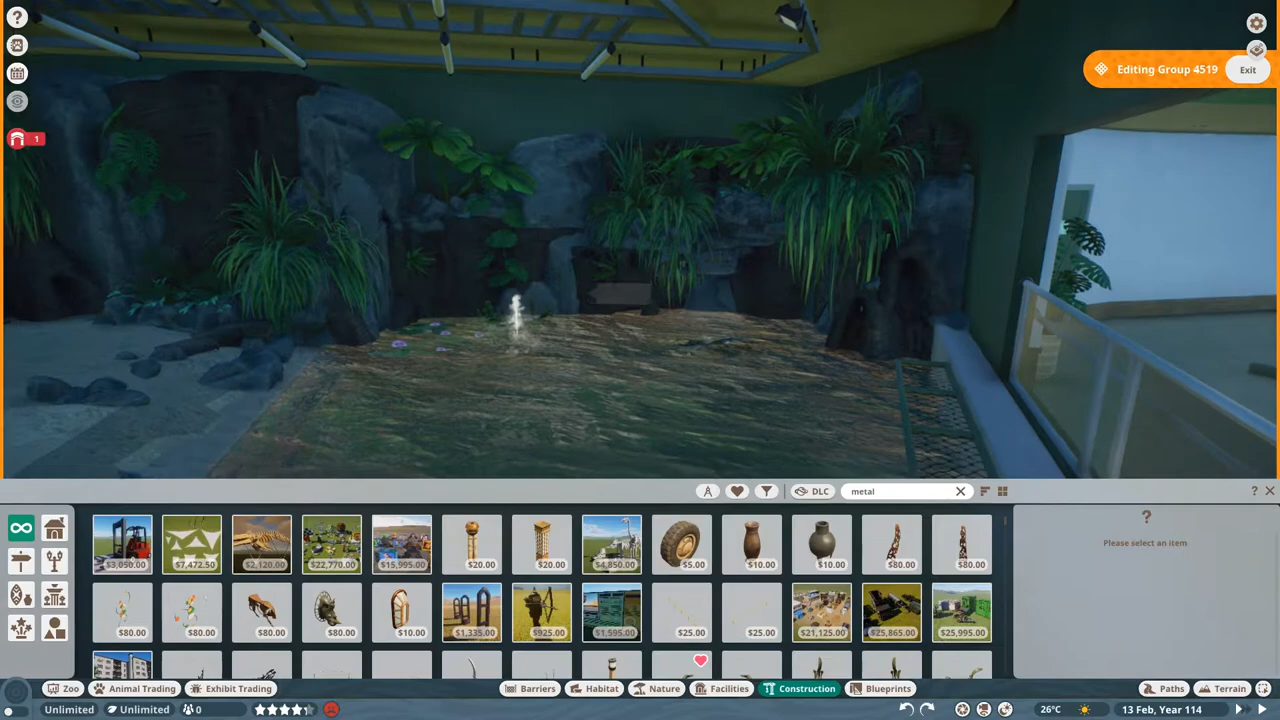 Editing Group 4519
Exit
1
DLC
metal
?
Please select an item
$3,050.00
$7,472.50
$2,120.00
$22,770.00
$15,995.00
$20.00
$20.00
$4,850.00
$5.00
$10.00
$10.00
$80.00
$80.00
$80.00
$80.00
$80.00
$80.00
$10.00
$1,335.00
$925.00
$1,595.00
$25.00
$25.00
$21,125.00
$25,865.00
$25,995.00
Zoo
Animal Trading
Exhibit Trading
Barriers
Habitat
Nature
Facilities
Construction
Blueprints
Paths
Terrain
Unlimited
Unlimited
0
26°C
13 Feb, Year 114